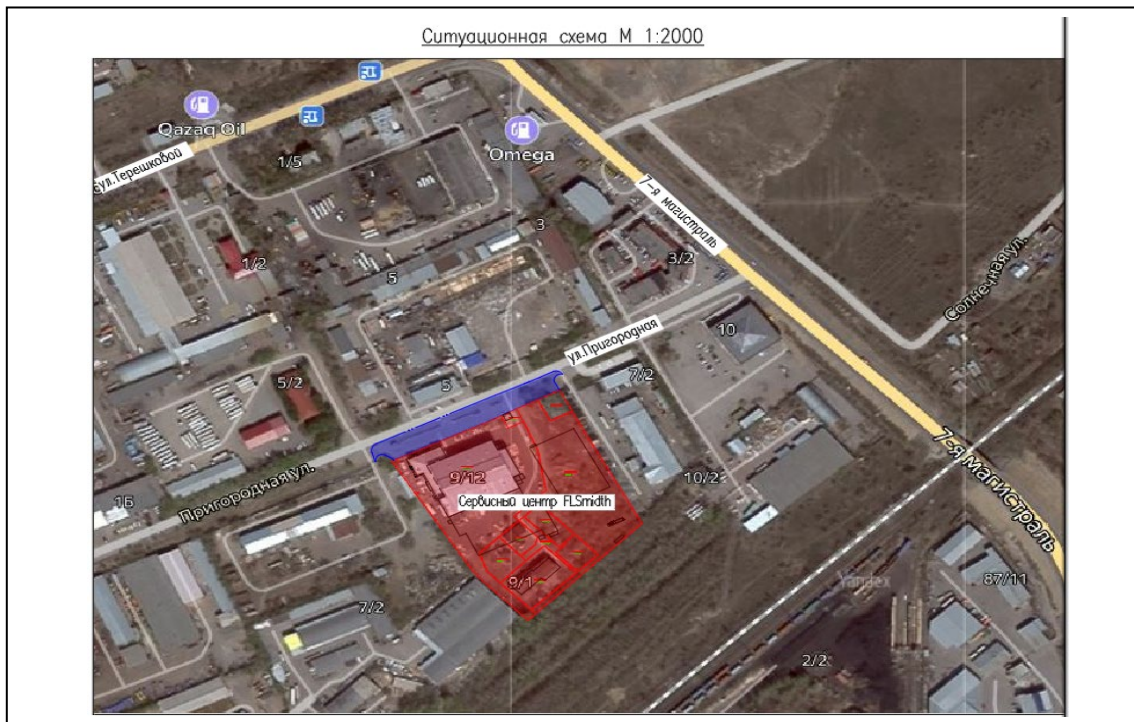 Ситуационная схема М 1:2000
Qazaq Oil
Omega
ул.Терешковой
1/5
7-я магистраль
3
3/2
1/2
5
Солнечная ул.
ул.Пригородная
10
5
7/2
5/2
7-я магистраль
9/12
10/2
Пригородная ул.
1Б
Сервисный центр FLSmidth
9/1
Yandex
87/11
7/2
2/2